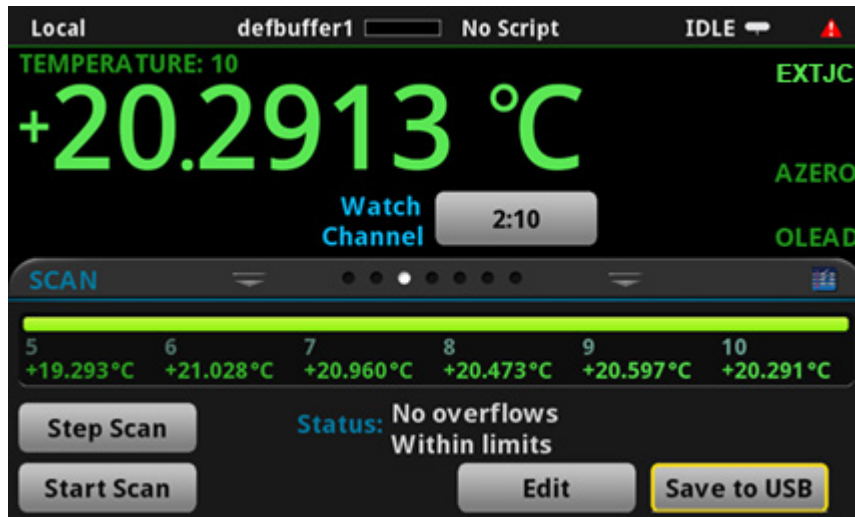 Local defbuffer1 No Script IDLE
TEMPERATURE: 10
EXTJC
+20.2913 °C
AZERO
Watch Channel 2:10
OLEAD
SCAN
5 6 7 8 9 10
+19.293°C +21.028°C +20.960°C +20.473°C +20.597°C +20.291°C
Step Scan
Status: No overflows
Within limits
Start Scan Edit Save to USB